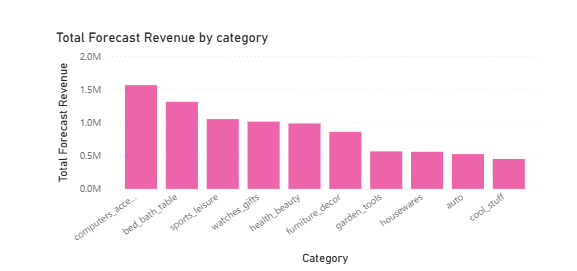 Total Forecast Revenue by category
Total Forecast Revenue
2.0M
1.5M
1.0M
0.5M
0.0M
computers_acce...
bed_bath_table
sports_leisure
watches_gifts
health_beauty
furniture_decor
garden_tools
housewares
auto
cool_stuff
Category